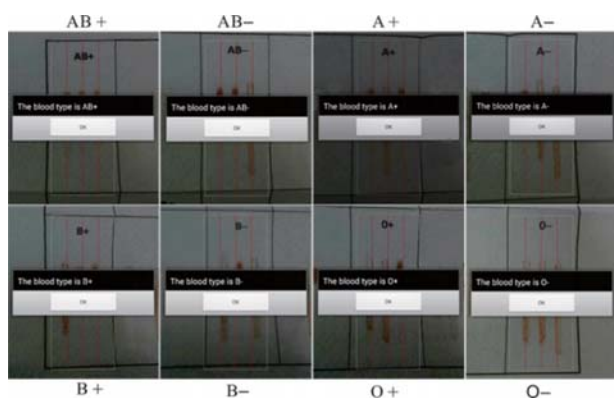 AB +
AB−
A +
A−
AB+
AB--
A+
A--
The blood type is AB+
OK
The blood type is AB-
OK
The blood type is A+
OK
The blood type is A-
OK
B+
B--
O+
O--
The blood type is B+
OK
The blood type is B-
OK
The blood type is O+
OK
The blood type is O-
OK
B +
B−
O +
O−